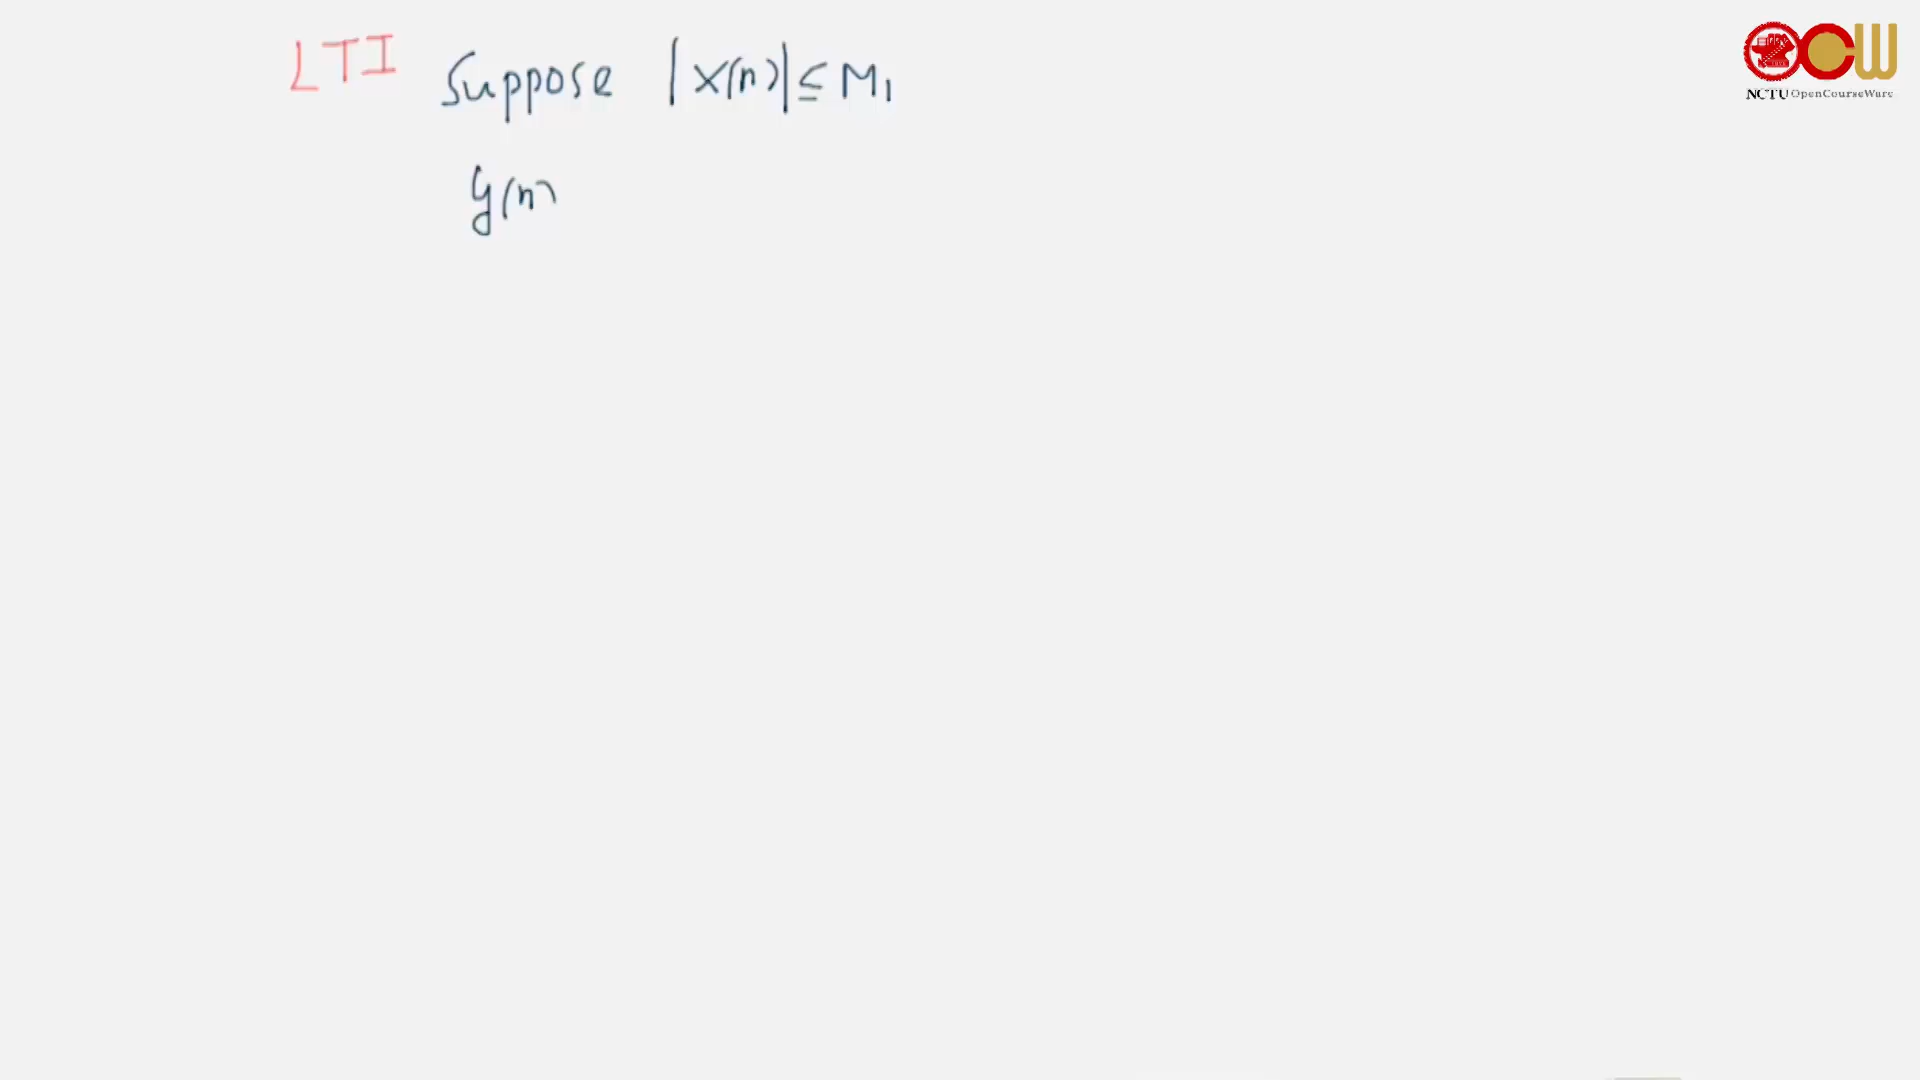 LTI Suppose |x(n)| ≤ M₁
y(n)
NCTU OpenCourseWare